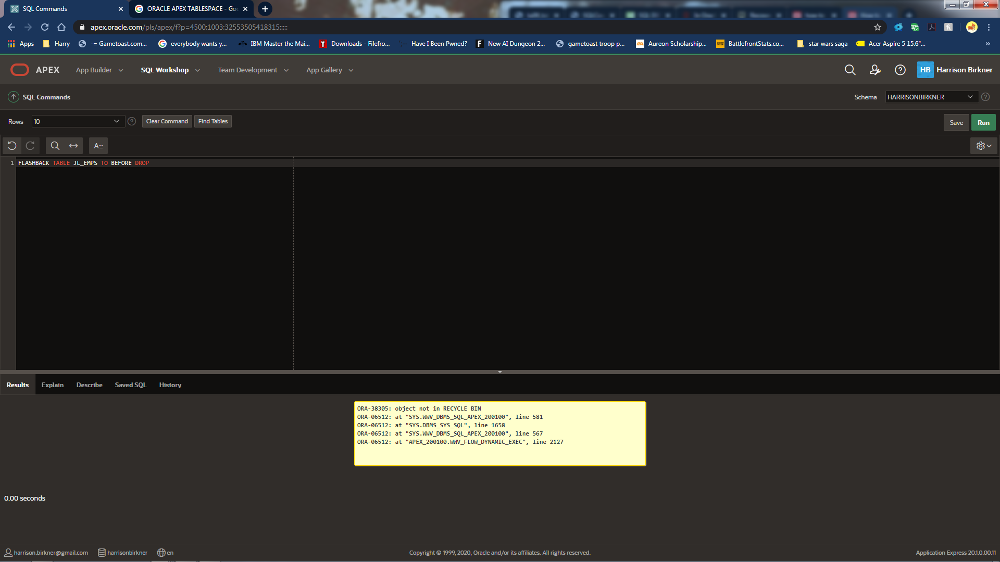 SQL Commands
ORACLE APEX TABLESPACE - Goo
apex.oracle.com/pls/apex/f?p=4500:1003:32553505418315:::::
Apps
Harry
-= Gametoast.com...
everybody wants y...
IBM Master the Mai...
Downloads - Filefro...
Have I Been Pwned?
New AI Dungeon 2...
gametoast troop p...
Aureon Scholarship...
BattlefrontStats.co...
star wars saga
Acer Aspire 5 15.6"...
»
APEX
App Builder
SQL Workshop
Team Development
App Gallery
HB
Harrison Birkner
SQL Commands
Schema
HARRISONBIRKNER
Rows
10
Clear Command
Find Tables
Save
Run
A::
1 FLASHBACK TABLE JL_EMPS TO BEFORE DROP
Results
Explain
Describe
Saved SQL
History
ORA-38305: object not in RECYCLE BIN
ORA-06512: at "SYS.WWV_DBMS_SQL_APEX_200100", line 581
ORA-06512: at "SYS.DBMS_SYS_SQL", line 1658
ORA-06512: at "SYS.WWV_DBMS_SQL_APEX_200100", line 567
ORA-06512: at "APEX_200100.WWV_FLOW_DYNAMIC_EXEC", line 2127
0.00 seconds
harrison.birkner@gmail.com
harrisonbirkner
en
Copyright © 1999, 2020, Oracle and/or its affiliates. All rights reserved.
Application Express 20.1.0.00.11